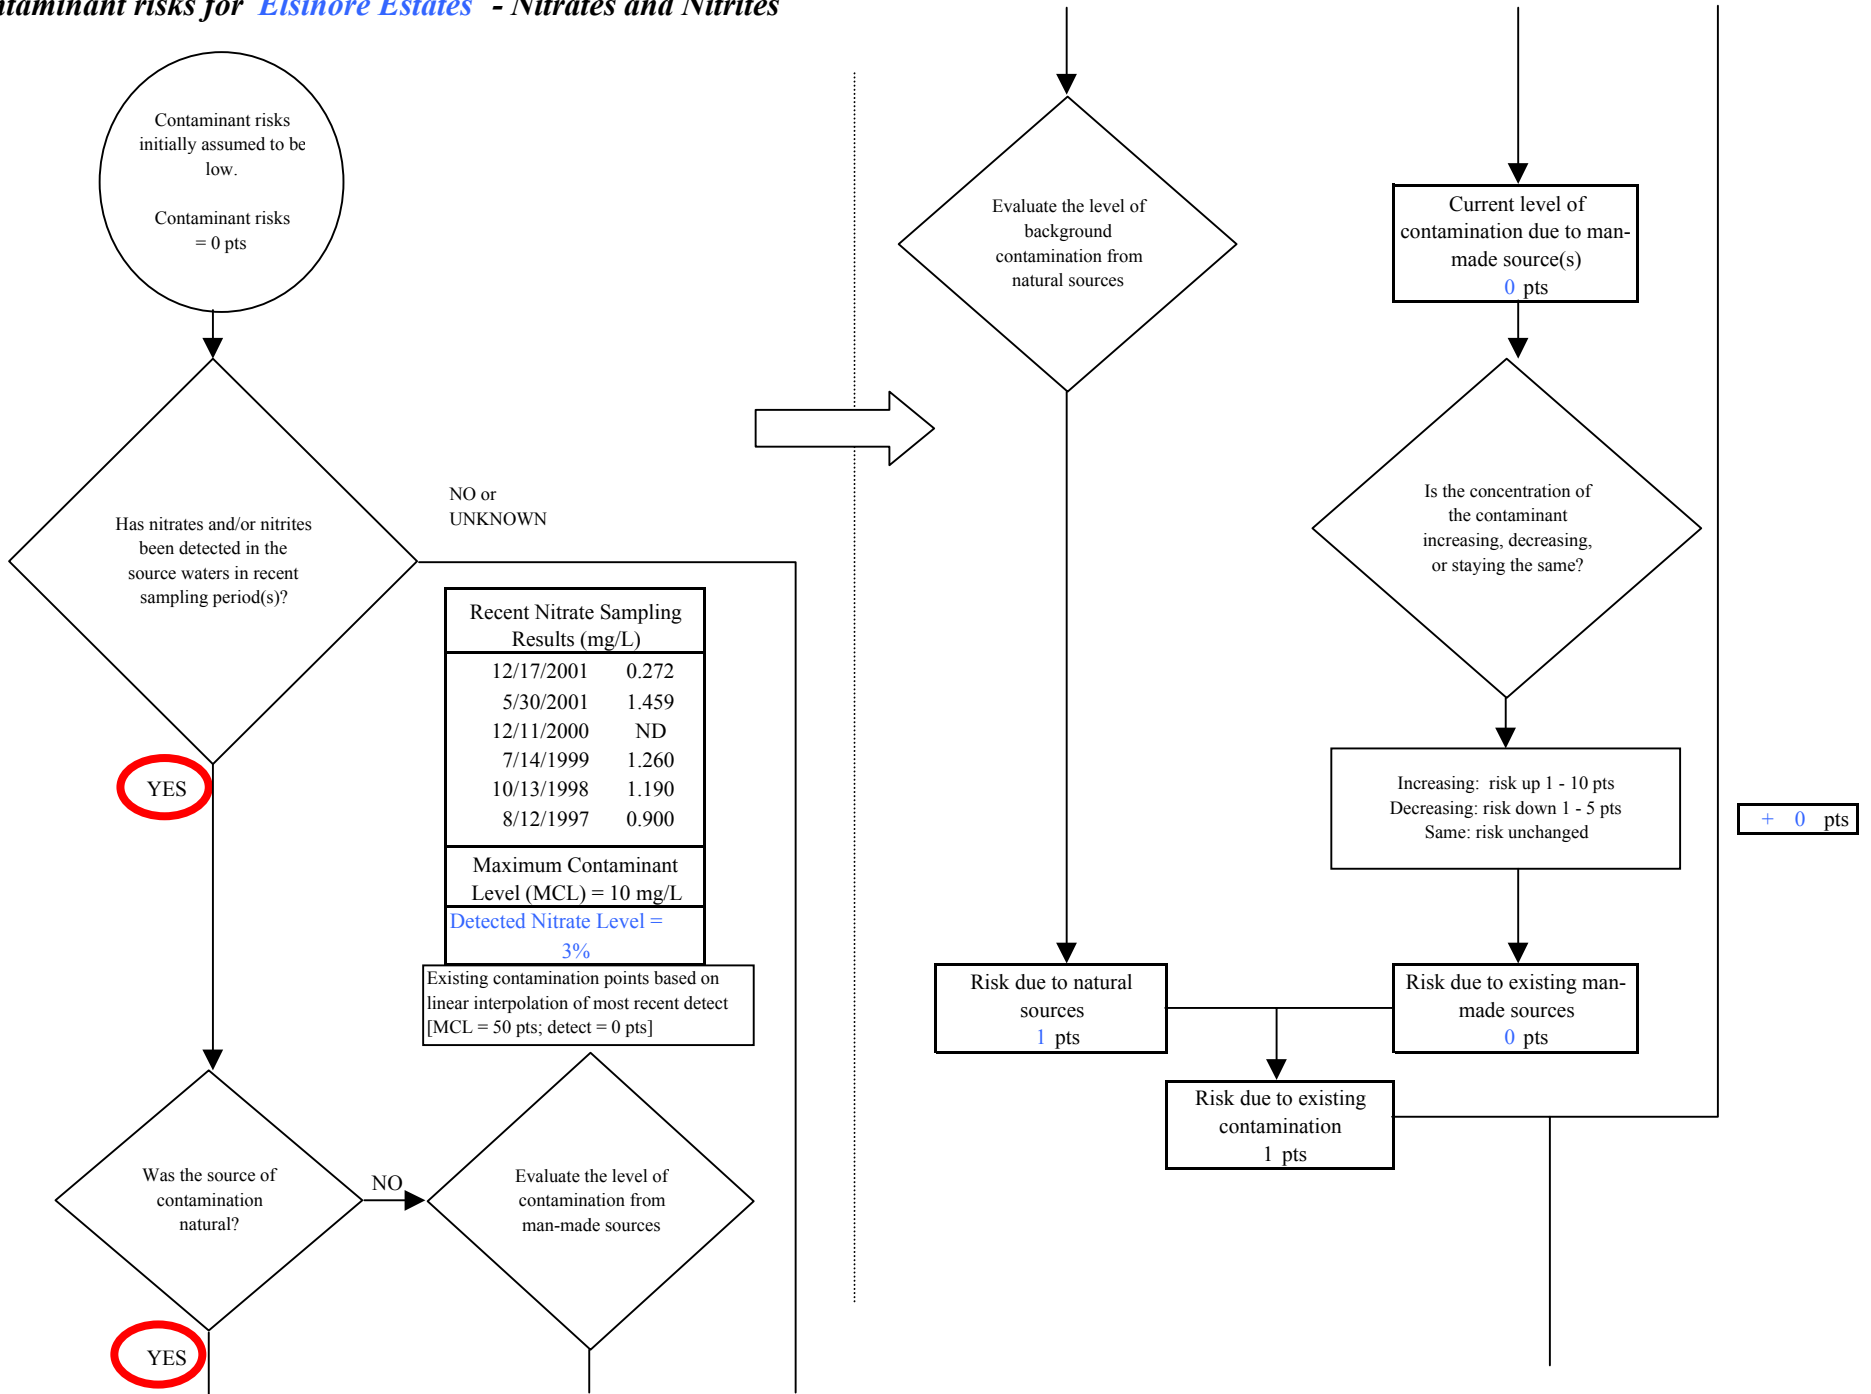 ntaminant risks for Elsinore Estates - Nitrates and Nitrites
Contaminant risks
initially assumed to be
low.
Contaminant risks
= 0 pts
Has nitrates and/or nitrites
been detected in the
source waters in recent
sampling period(s)?
NO or
UNKNOWN
YES
Recent Nitrate Sampling
Results (mg/L)
12/17/2001 0.272
5/30/2001 1.459
12/11/2000 ND
7/14/1999 1.260
10/13/1998 1.190
8/12/1997 0.900
Maximum Contaminant
Level (MCL) = 10 mg/L
Detected Nitrate Level =
3%
Existing contamination points based on
linear interpolation of most recent detect
[MCL = 50 pts; detect = 0 pts]
Was the source of
contamination
natural?
NO
Evaluate the level of
contamination from
man-made sources
YES
Evaluate the level of
background
contamination from
natural sources
Current level of
contamination due to man-
made source(s)
0 pts
Is the concentration of
the contaminant
increasing, decreasing,
or staying the same?
Increasing: risk up 1 - 10 pts
Decreasing: risk down 1 - 5 pts
Same: risk unchanged
+ 0 pts
Risk due to natural
sources
1 pts
Risk due to existing man-
made sources
0 pts
Risk due to existing
contamination
1 pts